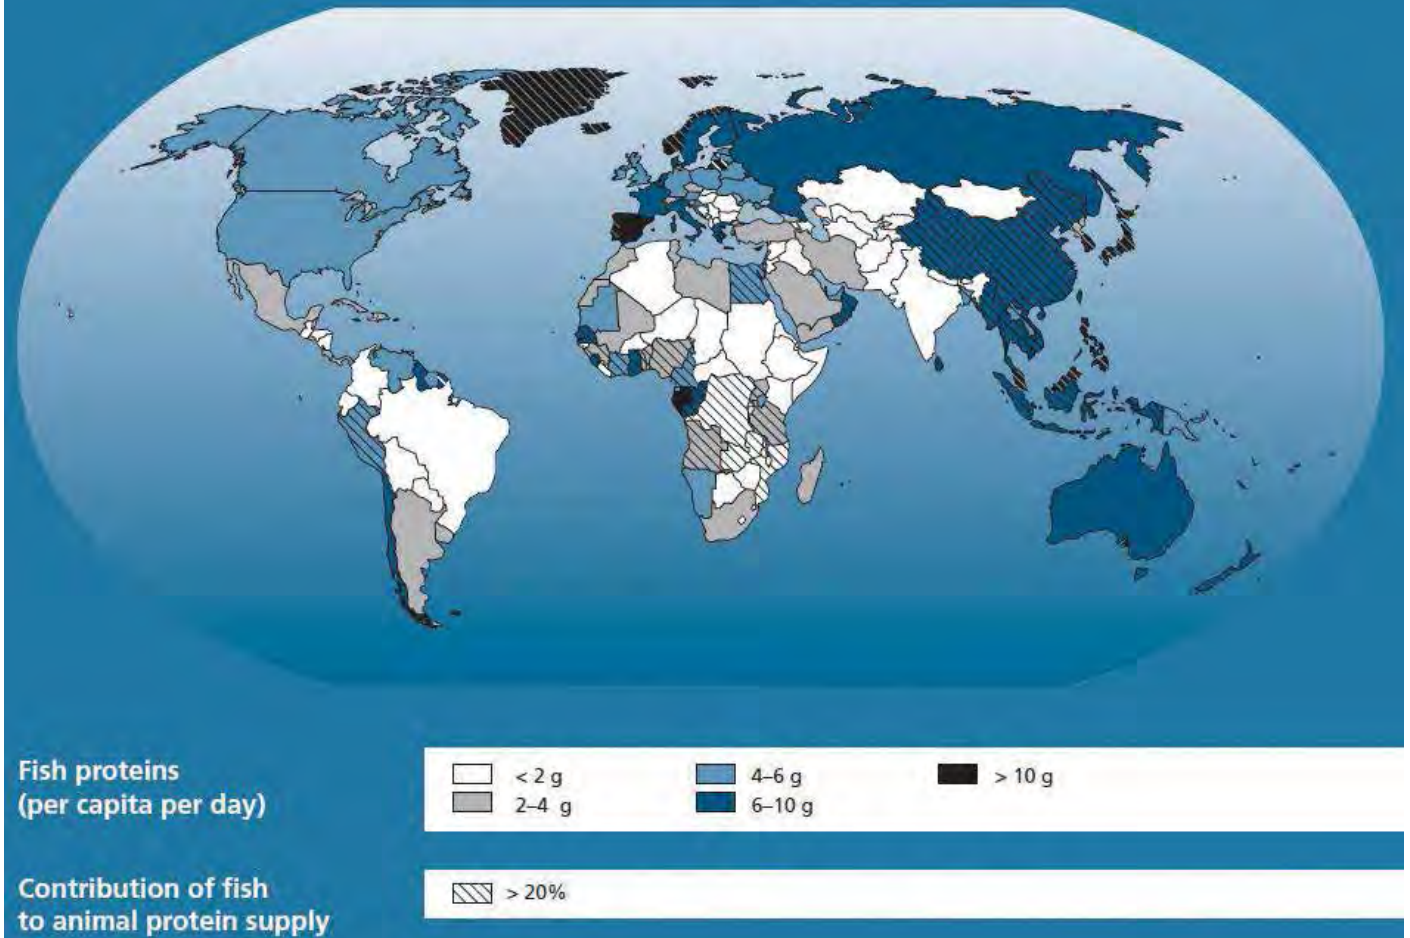 Fish proteins
(per capita per day)
< 2 g
4–6 g
> 10 g
2–4 g
6–10 g
Contribution of fish
to animal protein supply
> 20%